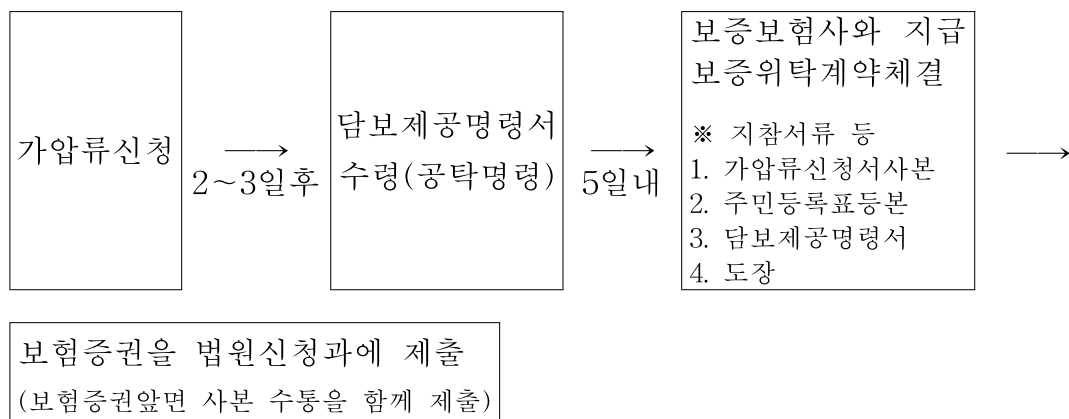 가압류신청
⟶
2~3일후
담보제공명령서
수령(공탁명령)
⟶
5일내
보증보험사와 지급
보증위탁계약체결
※ 지참서류 등
1. 가압류신청서사본
2. 주민등록표등본
3. 담보제공명령서
4. 도장
⟶
보험증권을 법원신청과에 제출
(보험증권앞면 사본 수통을 함께 제출)